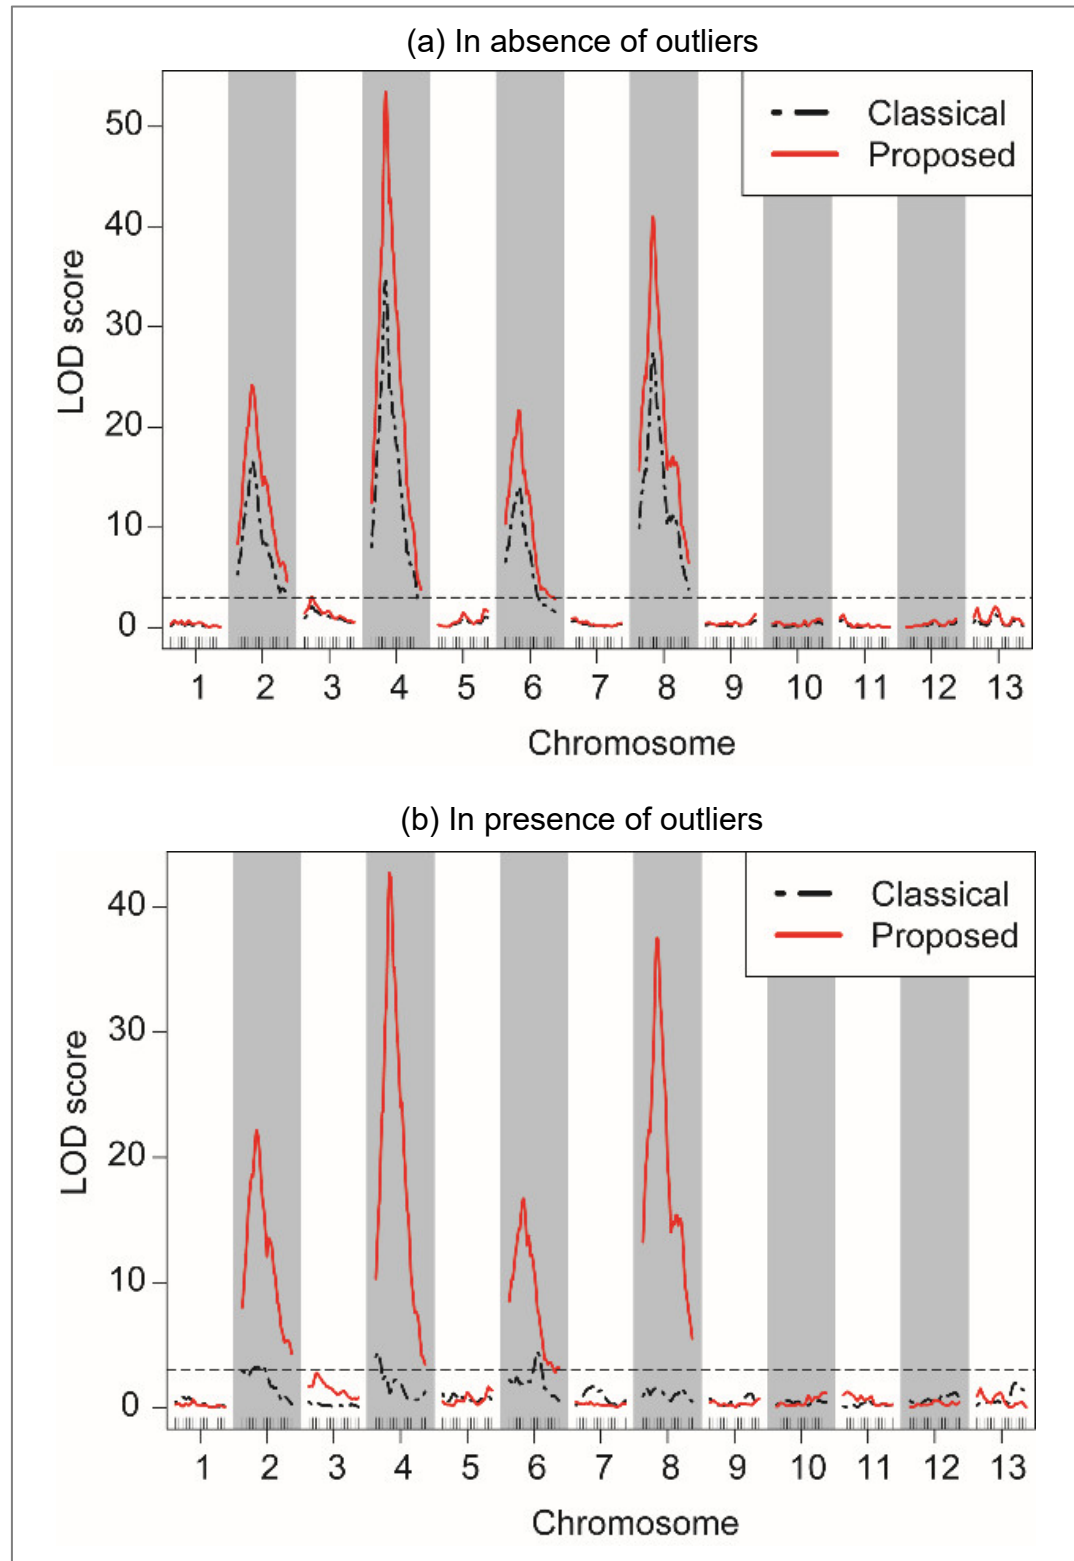 (a) In absence of outliers
Classical
Proposed
50
40
30
20
10
0
LOD score
1 2 3 4 5 6 7 8 9 10 11 12 13
Chromosome
(b) In presence of outliers
Classical
Proposed
40
30
20
10
0
LOD score
1 2 3 4 5 6 7 8 9 10 11 12 13
Chromosome